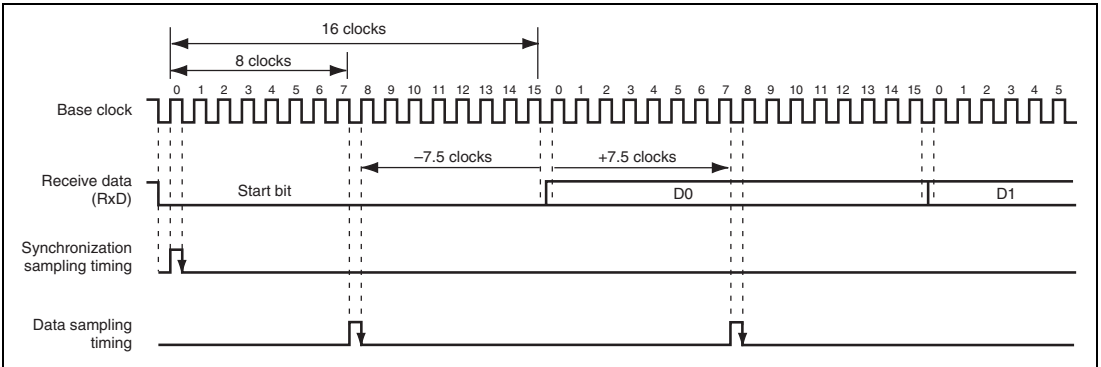 16 clocks
8 clocks
0 1 2 3 4 5 6 7 8 9 10 11 12 13 14 15 0 1 2 3 4 5 6 7 8 9 10 11 12 13 14 15 0 1 2 3 4 5
Base clock
–7.5 clocks +7.5 clocks
Receive data
(RxD)
Start bit D0 D1
Synchronization
sampling timing
Data sampling
timing